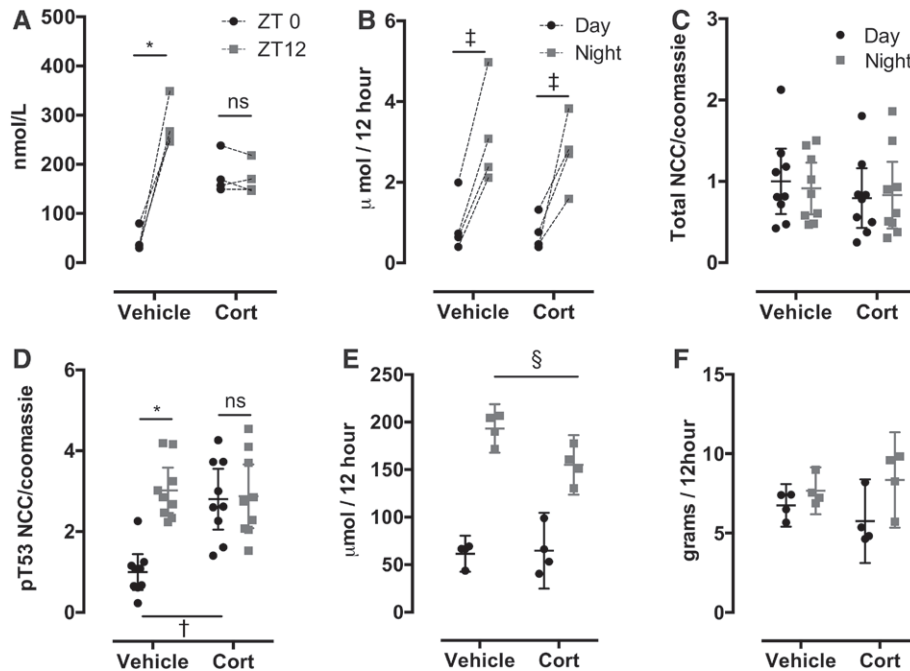 A
nmol/L
500
400
300
200
100
0
ZT 0
ZT12
*
ns
Vehicle
Cort
B
μ mol / 12 hour
6
4
2
0
Day
Night
‡
‡
Vehicle
Cort
C
Total NCC/coomassie
3
2
1
0
Day
Night
Vehicle
Cort
D
pT53 NCC/coomassie
6
4
2
0
*
ns
†
Vehicle
Cort
E
μmol / 12 hour
250
200
150
100
50
0
§
Vehicle
Cort
F
grams / 12hour
15
10
5
0
Vehicle
Cort